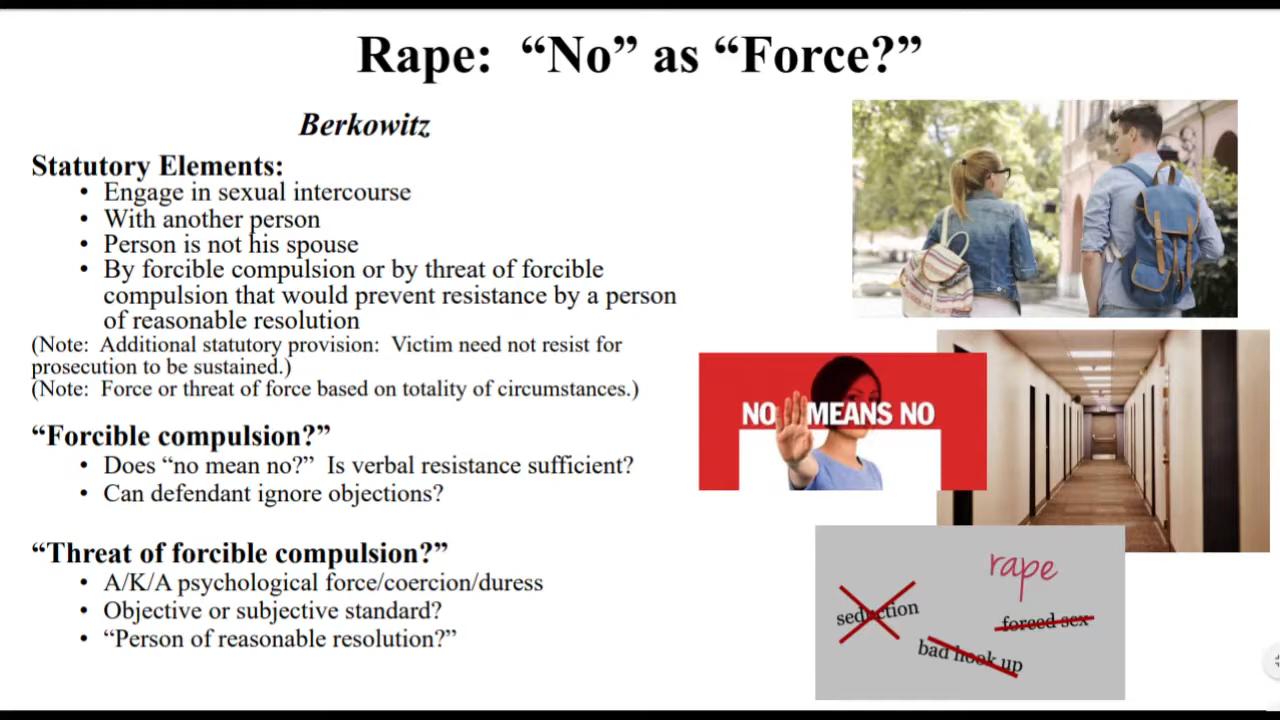 Rape: “No” as “Force?”
Berkowitz
Statutory Elements:
• Engage in sexual intercourse
• With another person
• Person is not his spouse
• By forcible compulsion or by threat of forcible
compulsion that would prevent resistance by a person
of reasonable resolution
(Note: Additional statutory provision: Victim need not resist for
prosecution to be sustained.)
(Note: Force or threat of force based on totality of circumstances.)
“Forcible compulsion?”
• Does “no mean no?” Is verbal resistance sufficient?
• Can defendant ignore objections?
“Threat of forcible compulsion?”
• A/K/A psychological force/coercion/duress
• Objective or subjective standard?
• “Person of reasonable resolution?”
NO MEANS NO
rape
seduction
forced sex
bad hook up